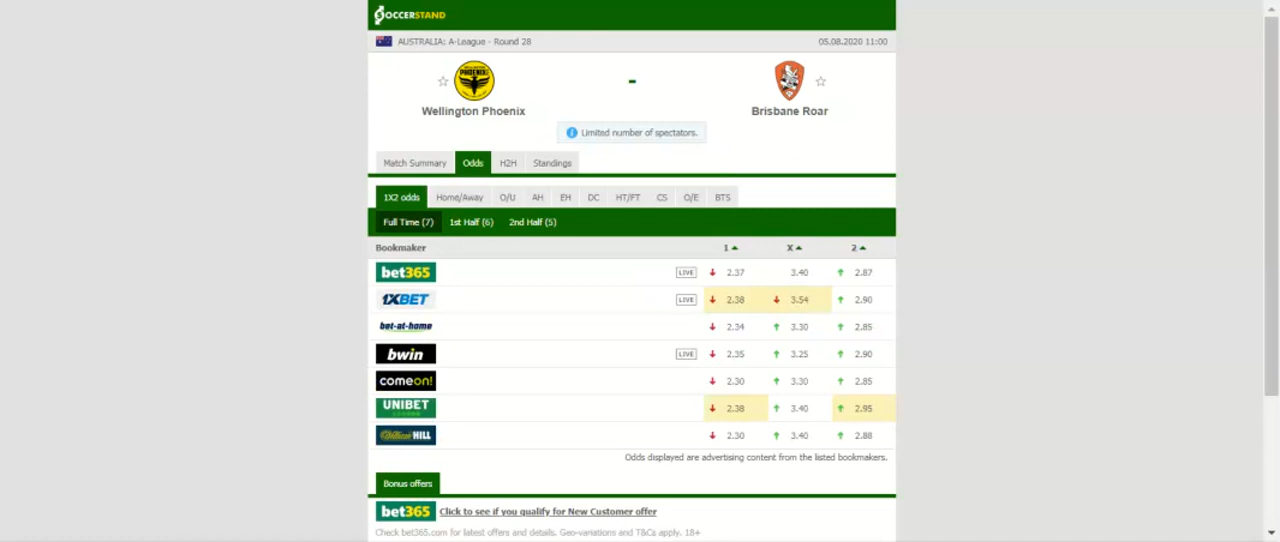 SOCCERSTAND
AUSTRALIA: A-League - Round 28 05.08.2020 11:00
PHOENIX
-
Wellington Phoenix Brisbane Roar
Limited number of spectators.
Match Summary Odds H2H Standings
1X2 odds Home/Away O/U AH EH DC HT/FT CS O/E BTS
Full Time (7) 1st Half (6) 2nd Half (5)
Bookmaker 1 X 2
bet365 LIVE 2.37 3.40 2.87
1XBET LIVE 2.38 3.54 2.90
bet-at-home 2.34 3.30 2.85
bwin LIVE 2.35 3.25 2.90
comeon! 2.30 3.30 2.85
UNIBET 2.38 3.40 2.95
William HILL 2.30 3.40 2.88
Odds displayed are advertising content from the listed bookmakers.
Bonus offers
bet365 Click to see if you qualify for New Customer offer
Check bet365.com for latest offers and details. Geo-variations and T&Cs apply. 18+